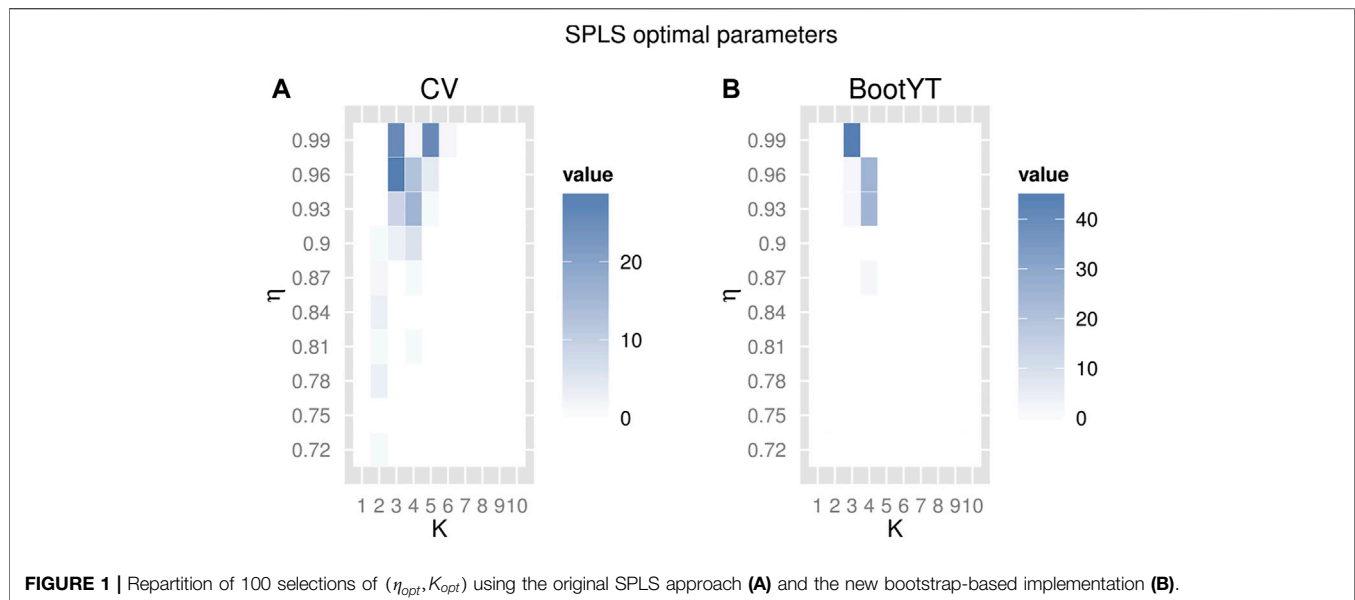 SPLS optimal parameters
A
CV
0.99
0.96
0.93
0.9
0.87
0.84
0.81
0.78
0.75
0.72
η
1 2 3 4 5 6 7 8 9 10
K
value
20
10
0
B
BootYT
0.99
0.96
0.93
0.9
0.87
0.84
0.81
0.78
0.75
0.72
η
1 2 3 4 5 6 7 8 9 10
K
value
40
30
20
10
0
FIGURE 1 | Repartition of 100 selections of (ηopt, Kopt) using the original SPLS approach (A) and the new bootstrap-based implementation (B).